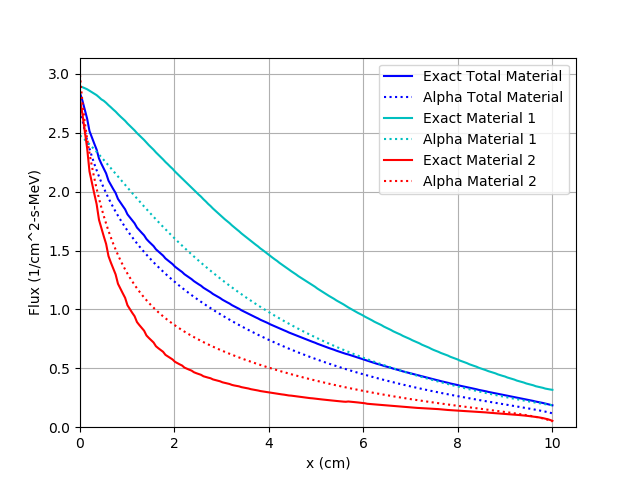 3.0
2.5
2.0
1.5
1.0
0.5
0.0
Flux (1/cm^2-s-MeV)
0 2 4 6 8 10
x (cm)
Exact Total Material
Alpha Total Material
Exact Material 1
Alpha Material 1
Exact Material 2
Alpha Material 2